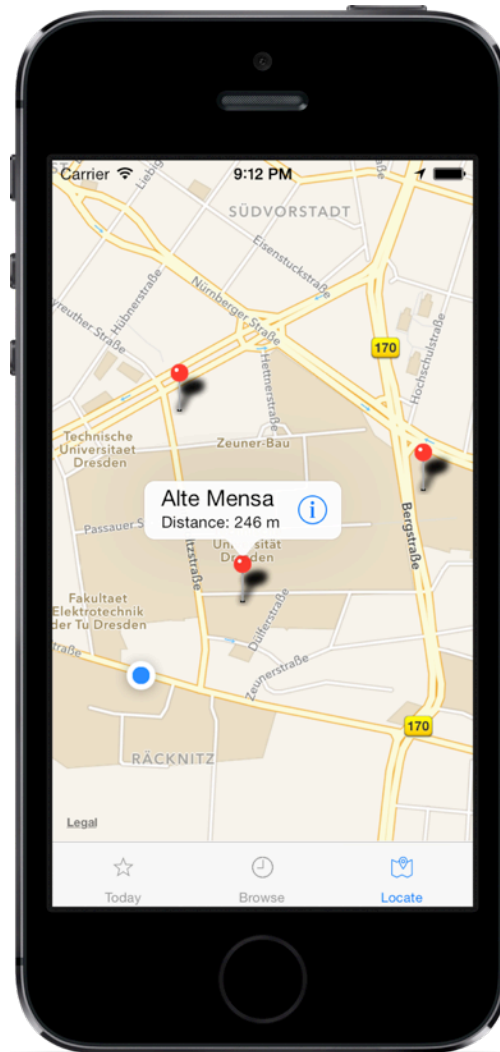 Carrier 9:12 PM
SÜDVORSTADT
Eisenstuckstraße
Hübnerstraße
Nürnberger Straße
Hochschulstraße
reuther Straße
170
Hettnerstraße
Technische
Universitaet
Dresden
Zeuner-Bau
Alte Mensa
Distance: 246 m
Bergstraße
Passauer S
tzstraße
Universität
Dresden
Fakultaet
Elektrotechnik
der Tu Dresden
Dülferstraße
raße
Zeunerstraße
170
RÄCKNITZ
Legal
Today Browse Locate